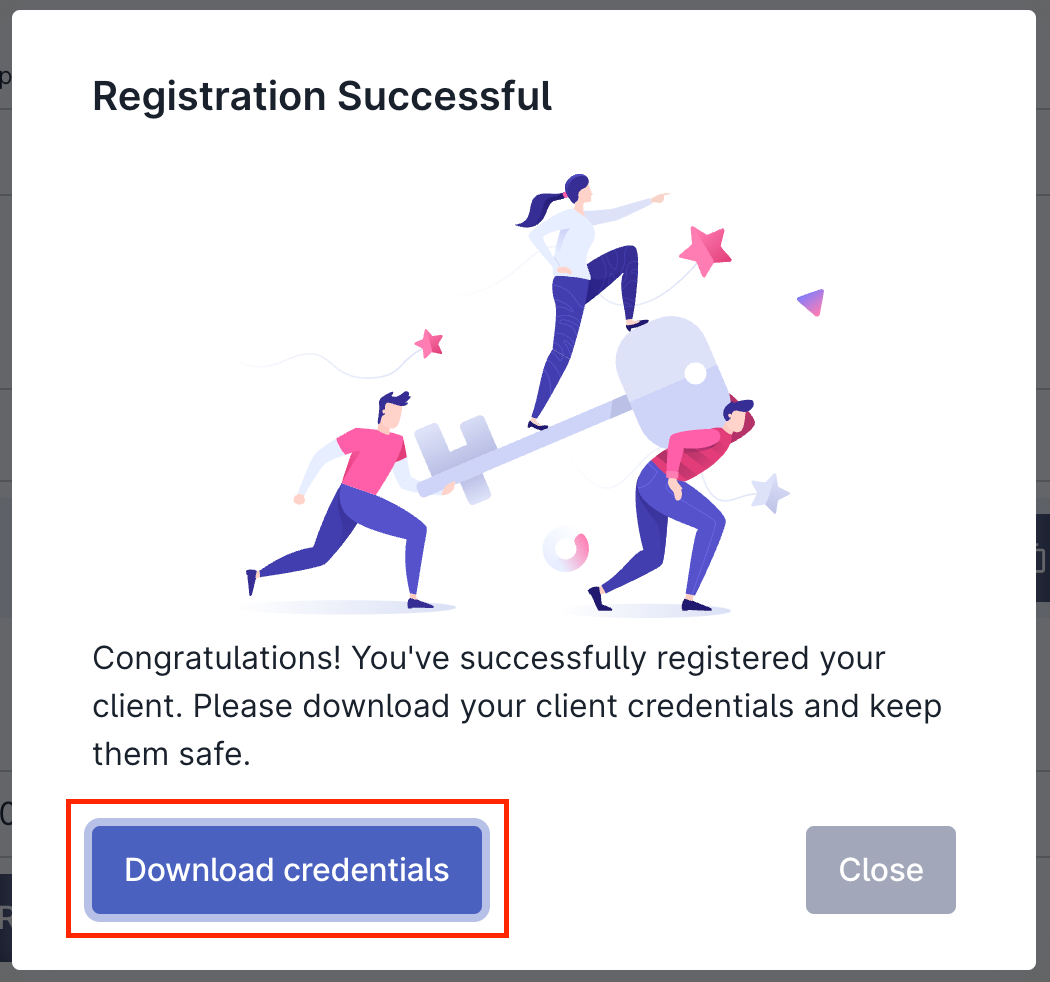 Registration Successful
Congratulations! You've successfully registered your
client. Please download your client credentials and keep
them safe.
Download credentials
Close